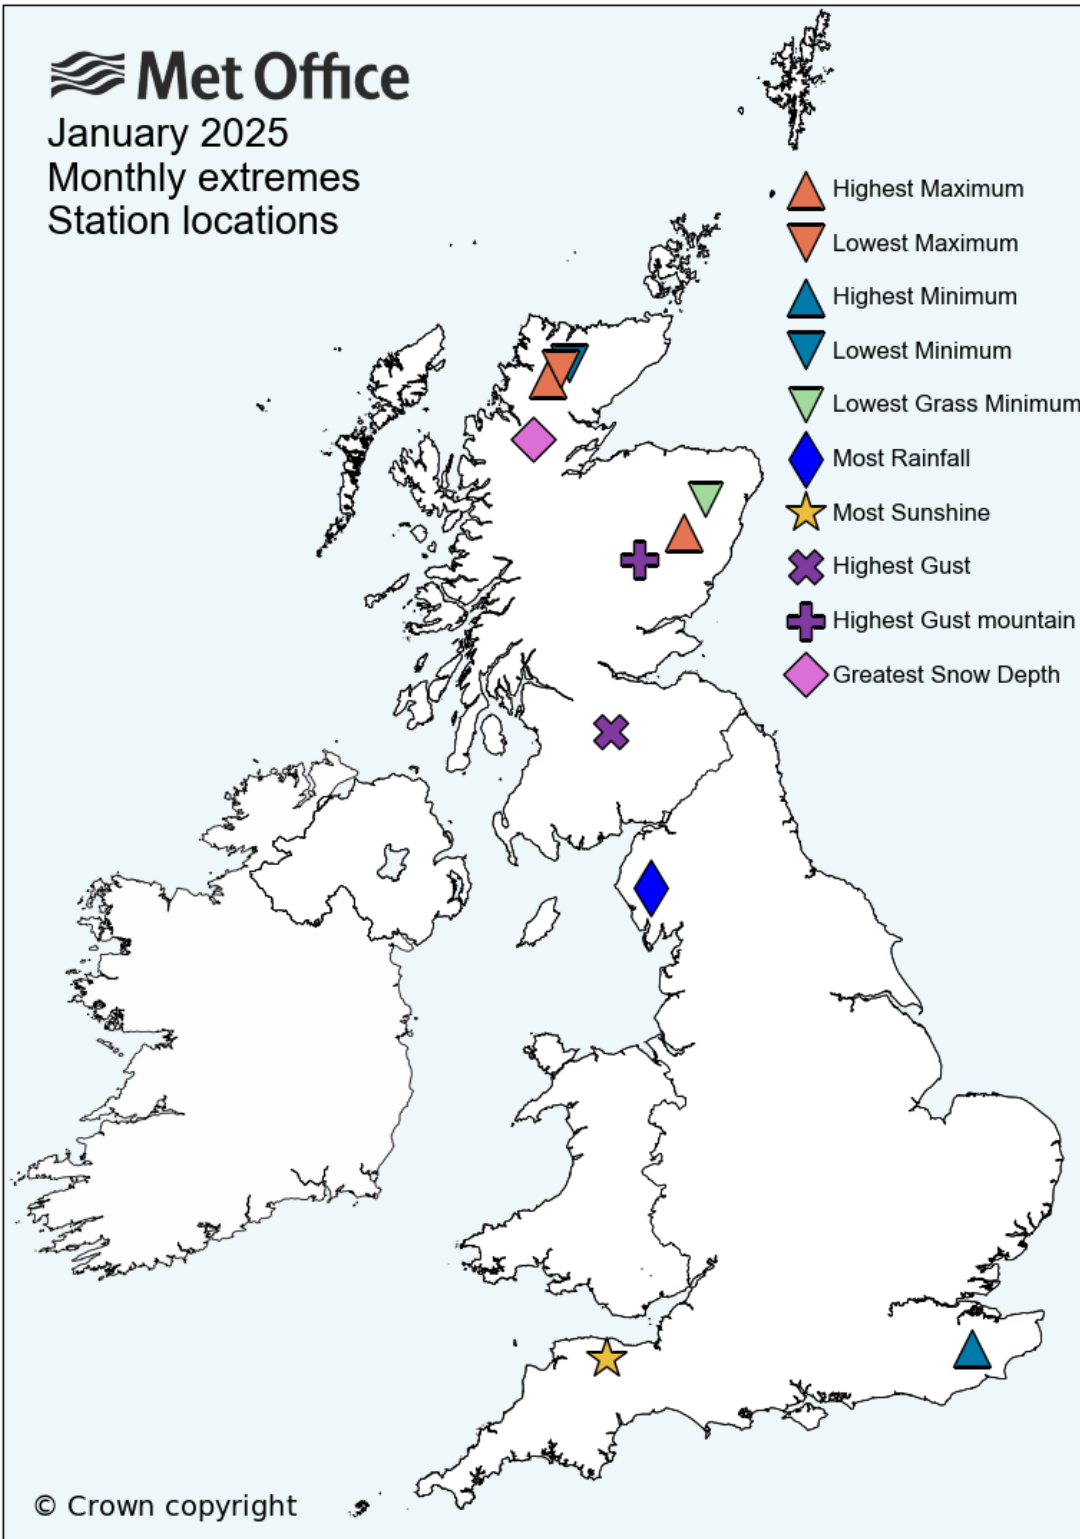 Met Office
January 2025
Monthly extremes
Station locations
Highest Maximum
Lowest Maximum
Highest Minimum
Lowest Minimum
Lowest Grass Minimum
Most Rainfall
Most Sunshine
Highest Gust
Highest Gust mountain
Greatest Snow Depth
© Crown copyright